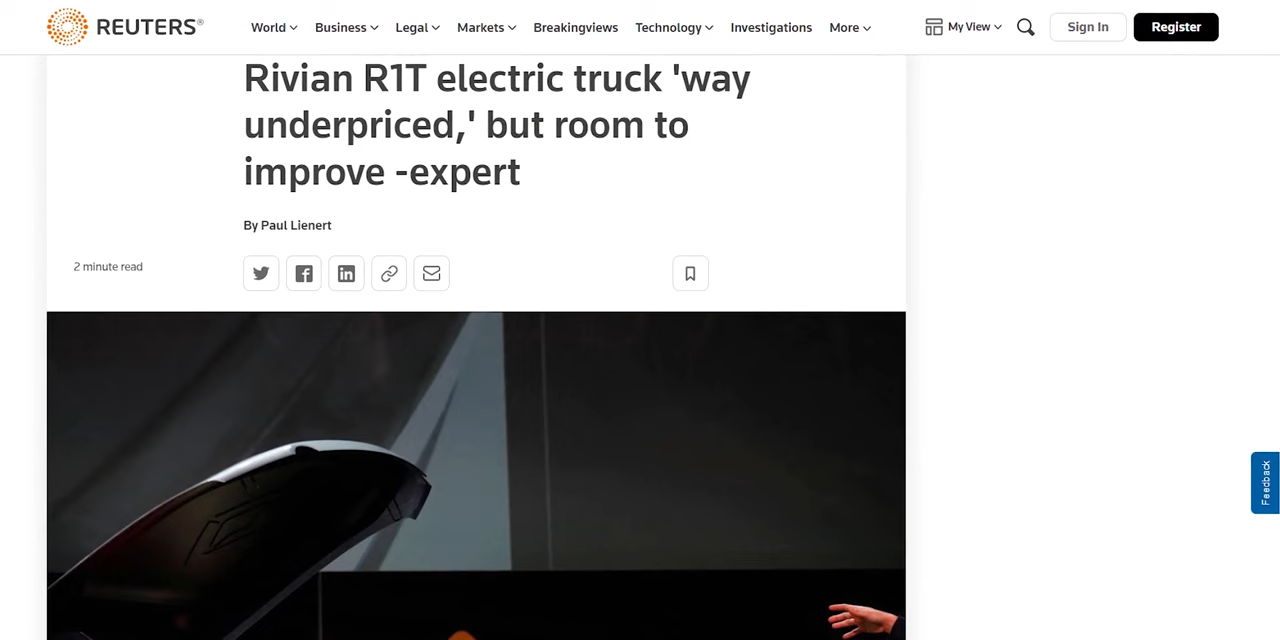 REUTERS®
World
Business
Legal
Markets
Breakingviews
Technology
Investigations
More
My View
Sign In
Register
Rivian R1T electric truck 'way
underpriced,' but room to
improve -expert
By Paul Lienert
2 minute read
Feedback